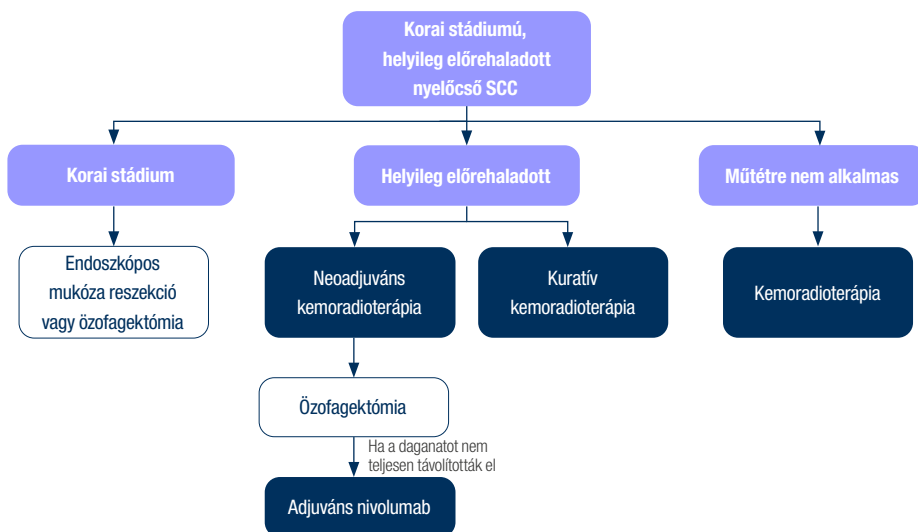 Korai stádiumú,
helyileg előrehaladott
nyelőcső SCC
Korai stádium
Helyileg előrehaladott
Műtétre nem alkalmas
Endoszkópos
mukóza reszekció
vagy özofagektómia
Neoadjuváns
kemoradioterápia
Kuratív
kemoradioterápia
Kemoradioterápia
Özofagektómia
Ha a daganatot nem
teljesen távolították el
Adjuváns nivolumab